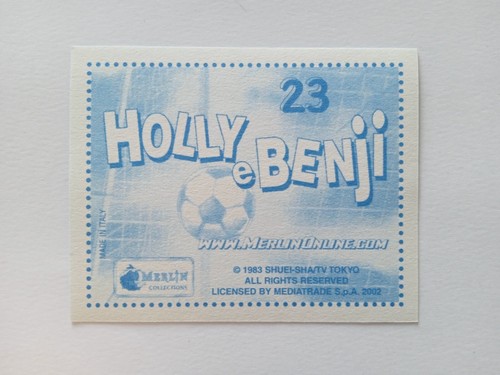 23
HOLLY
e BENJI
WWW.MERLINONLINE.COM
MADE IN ITALY
MERLIN
COLLECTIONS
© 1983 SHUEI-SHA/TV TOKYO
ALL RIGHTS RESERVED
LICENSED BY MEDIATRADE S.p.A. 2002